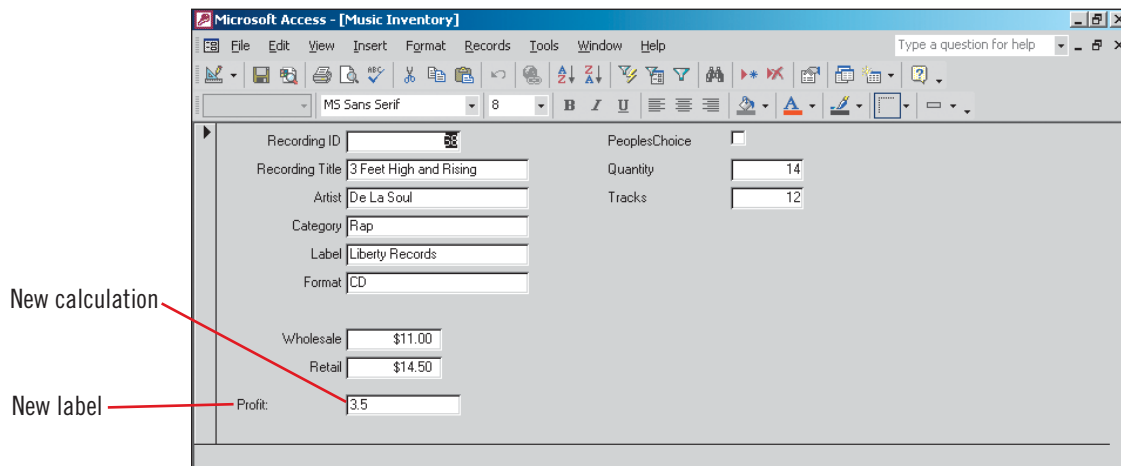 Microsoft Access - [Music Inventory]
File Edit View Insert Format Records Tools Window Help
Type a question for help
MS Sans Serif 8 B I U
Recording ID 58
PeoplesChoice
Recording Title 3 Feet High and Rising
Quantity 14
Artist De La Soul
Tracks 12
Category Rap
Label Liberty Records
Format CD
New calculation
Wholesale $11.00
Retail $14.50
New label
Profit: 3.5